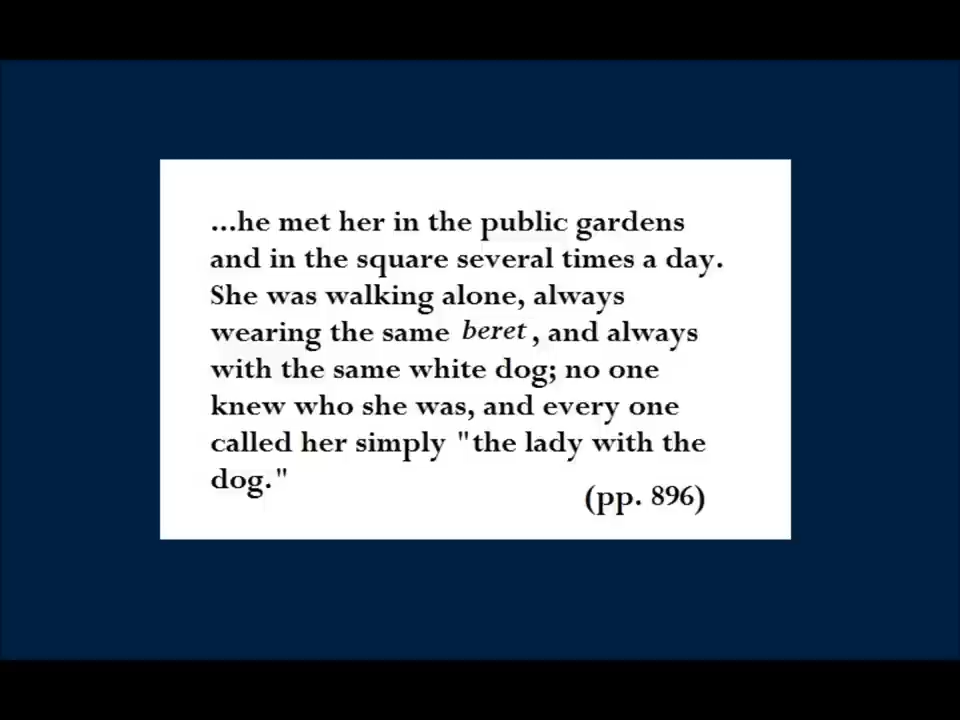 ...he met her in the public gardens
and in the square several times a day.
She was walking alone, always
wearing the same beret, and always
with the same white dog; no one
knew who she was, and every one
called her simply "the lady with the
dog."
(pp. 896)